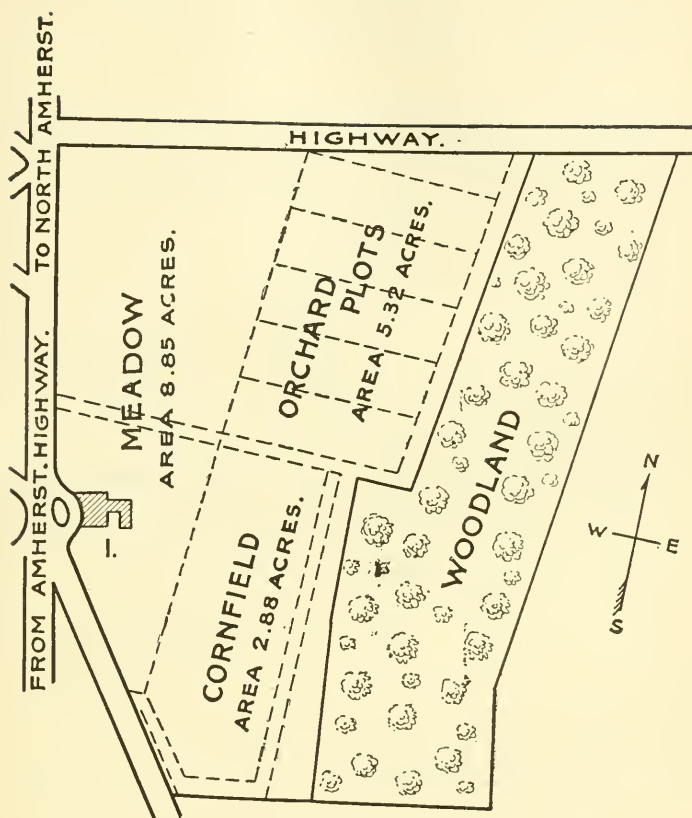 FROM AMHERST. HIGHWAY. TO NORTH AMHERST.
HIGHWAY.
MEADOW
AREA 8.85 ACRES.
ORCHARD
PLOTS
AREA 5.32 ACRES.
1.
CORNFIELD
AREA 2.88 ACRES.
WOODLAND
N
W
E
S